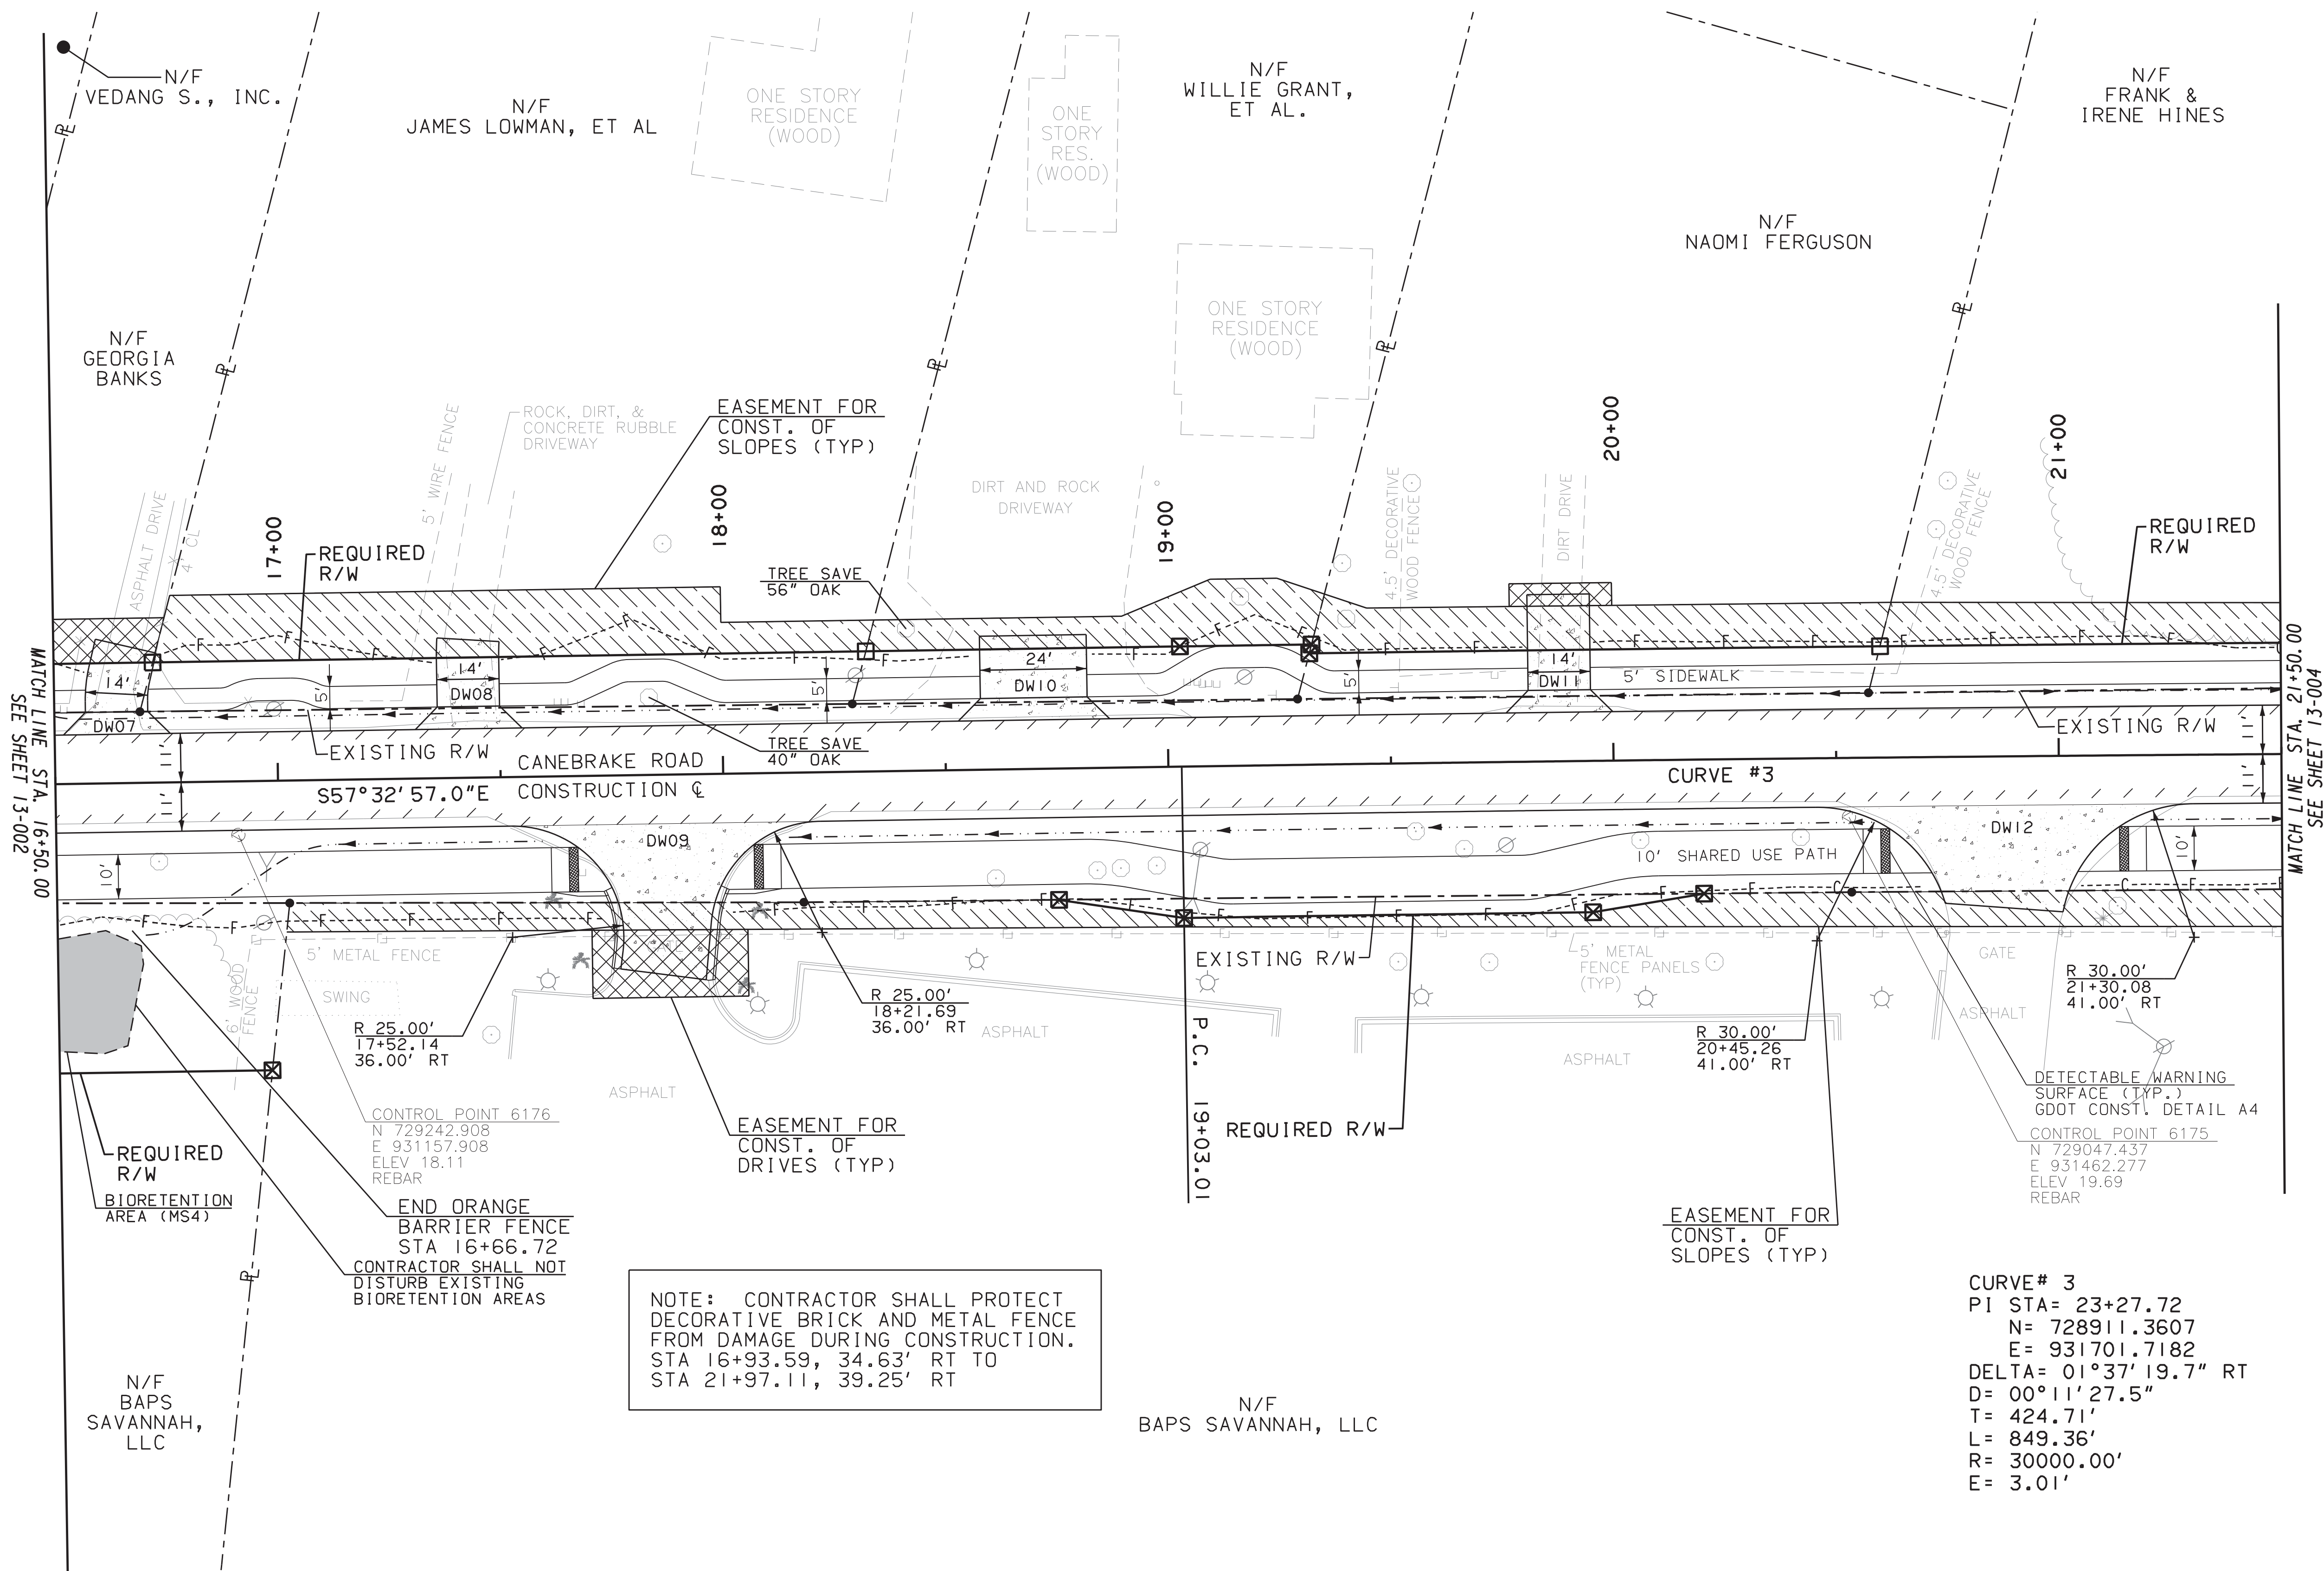 N/F
VEDANG S., INC.
N/F
JAMES LOWMAN, ET AL
ONE STORY
RESIDENCE
(WOOD)
ONE
STORY
RES.
(WOOD)
N/F
WILLIE GRANT,
ET AL.
N/F
FRANK &
IRENE HINES
N/F
NAOMI FERGUSON
ONE STORY
RESIDENCE
(WOOD)
N/F
GEORGIA
BANKS
ROCK, DIRT, &
CONCRETE RUBBLE
DRIVEWAY
5' WIRE FENCE
EASEMENT FOR
CONST. OF
SLOPES (TYP)
DIRT AND ROCK
DRIVEWAY
4.5' DECORATIVE
WOOD FENCE
DIRT DRIVE
4.5' DECORATIVE
WOOD FENCE
ASPHALT DRIVE
4' CL
17+00
18+00
19+00
20+00
21+00
REQUIRED
R/W
TREE SAVE
56" OAK
REQUIRED
R/W
14'
DW07
5'
14'
DW08
5'
24'
DW10
5'
14'
DW11
5' SIDEWALK
EXISTING R/W
TREE SAVE
40" OAK
EXISTING R/W
11'
11'
11'
11'
CANEBRAKE ROAD
S57°32'57.0"E
CONSTRUCTION ℄
CURVE #3
MATCH LINE STA. 16+50.00
SEE SHEET 13-002
MATCH LINE STA. 21+50.00
SEE SHEET 13-004
DW09
DW12
10'
10' SHARED USE PATH
10'
EXISTING R/W
5' METAL FENCE
SWING
6' WOOD
FENCE
R 25.00'
17+52.14
36.00' RT
R 25.00'
18+21.69
36.00' RT
ASPHALT
ASPHALT
5' METAL
FENCE PANELS
(TYP)
ASPHALT
R 30.00'
20+45.26
41.00' RT
GATE
ASPHALT
R 30.00'
21+30.08
41.00' RT
P.C. 19+03.01
DETECTABLE WARNING
SURFACE (TYP.)
GDOT CONST. DETAIL A4
CONTROL POINT 6176
N 729242.908
E 931157.908
ELEV 18.11
REBAR
CONTROL POINT 6175
N 729047.437
E 931462.277
ELEV 19.69
REBAR
EASEMENT FOR
CONST. OF
DRIVES (TYP)
REQUIRED R/W
REQUIRED
R/W
BIORETENTION
AREA (MS4)
END ORANGE
BARRIER FENCE
STA 16+66.72
CONTRACTOR SHALL NOT
DISTURB EXISTING
BIORETENTION AREAS
EASEMENT FOR
CONST. OF
SLOPES (TYP)
NOTE: CONTRACTOR SHALL PROTECT
DECORATIVE BRICK AND METAL FENCE
FROM DAMAGE DURING CONSTRUCTION.
STA 16+93.59, 34.63' RT TO
STA 21+97.11, 39.25' RT
N/F
BAPS
SAVANNAH,
LLC
N/F
BAPS SAVANNAH, LLC
CURVE# 3
PI STA= 23+27.72
N= 728911.3607
E= 931701.7182
DELTA= 01°37'19.7" RT
D= 00°11'27.5"
T= 424.71'
L= 849.36'
R= 30000.00'
E= 3.01'